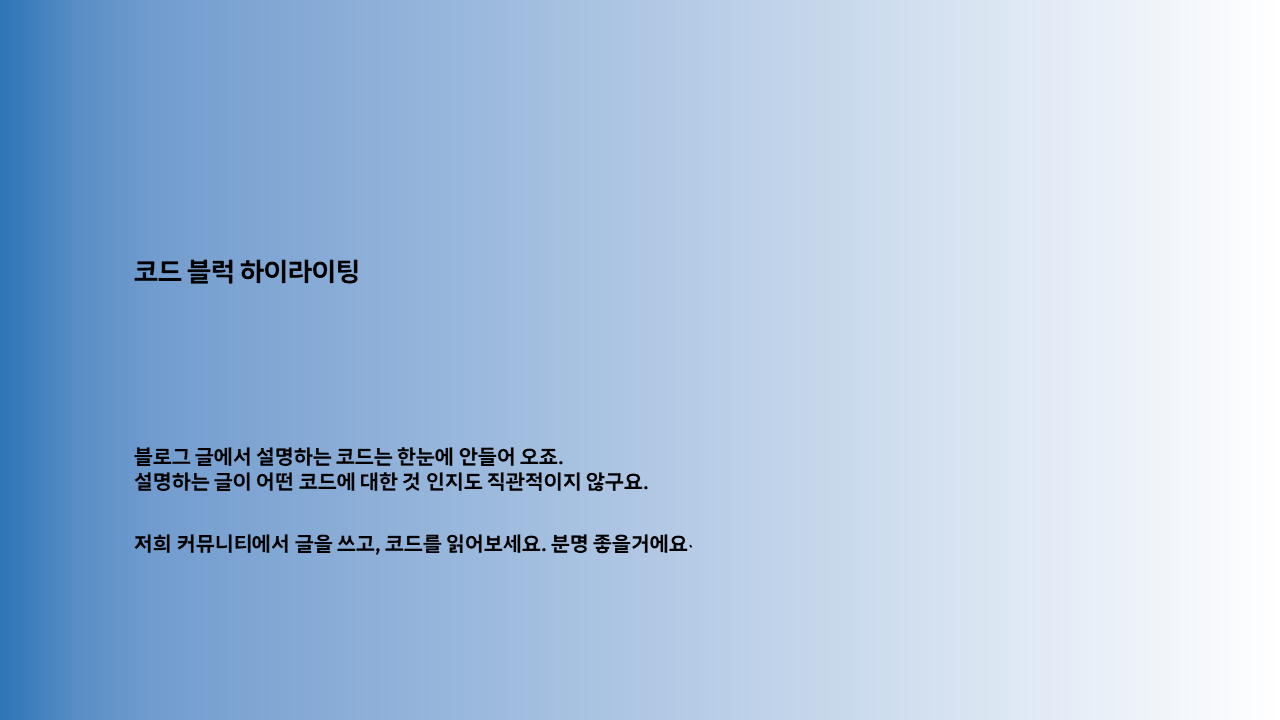 코드 블럭 하이라이팅
블로그 글에서 설명하는 코드는 한눈에 안들어 오죠.
설명하는 글이 어떤 코드에 대한 것 인지도 직관적이지 않구요.
저희 커뮤니티에서 글을 쓰고, 코드를 읽어보세요. 분명 좋을거에요.